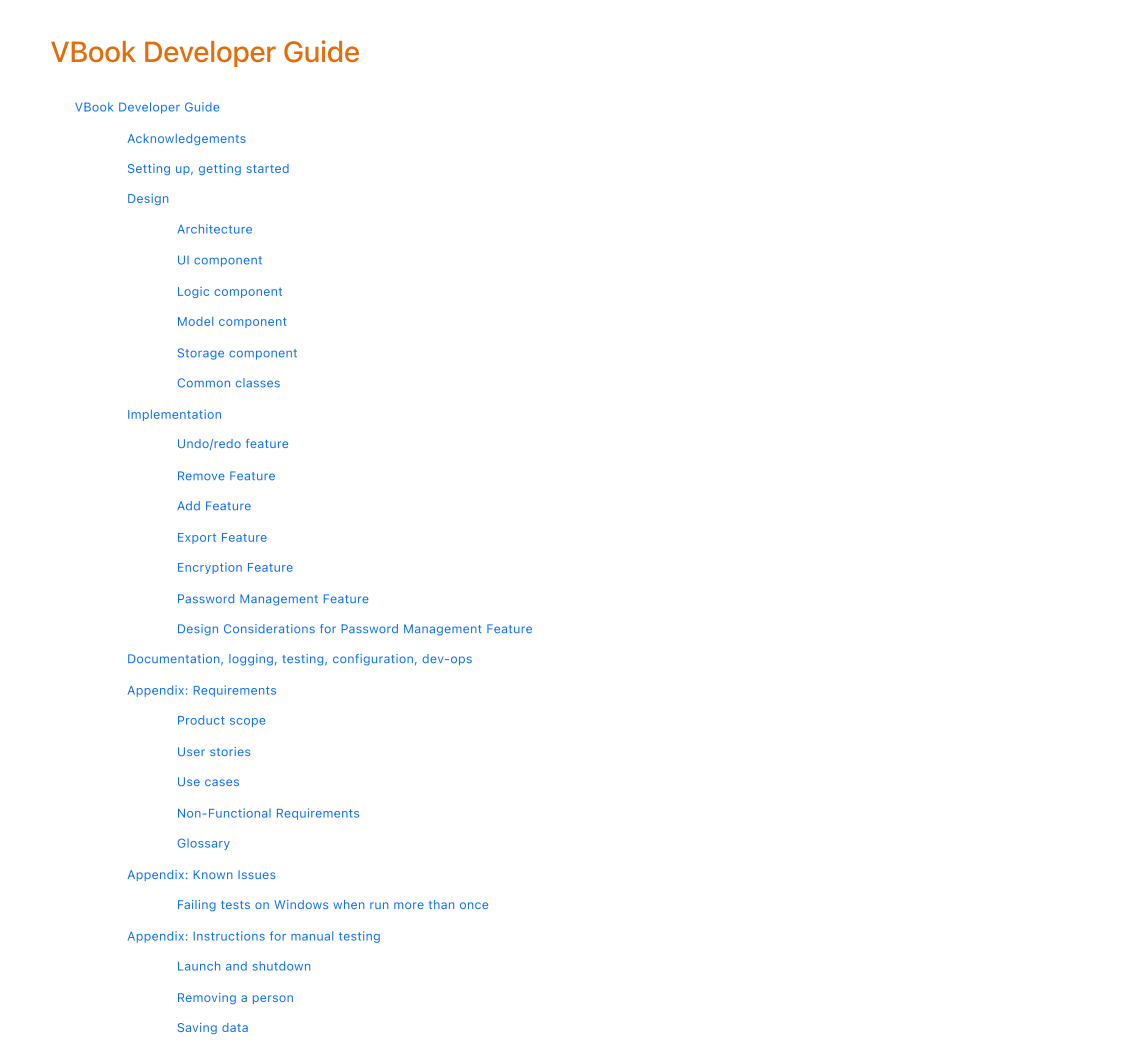 VBook Developer Guide
VBook Developer Guide
Acknowledgements
Setting up, getting started
Design
Architecture
UI component
Logic component
Model component
Storage component
Common classes
Implementation
Undo/redo feature
Remove Feature
Add Feature
Export Feature
Encryption Feature
Password Management Feature
Design Considerations for Password Management Feature
Documentation, logging, testing, configuration, dev-ops
Appendix: Requirements
Product scope
User stories
Use cases
Non-Functional Requirements
Glossary
Appendix: Known Issues
Failing tests on Windows when run more than once
Appendix: Instructions for manual testing
Launch and shutdown
Removing a person
Saving data